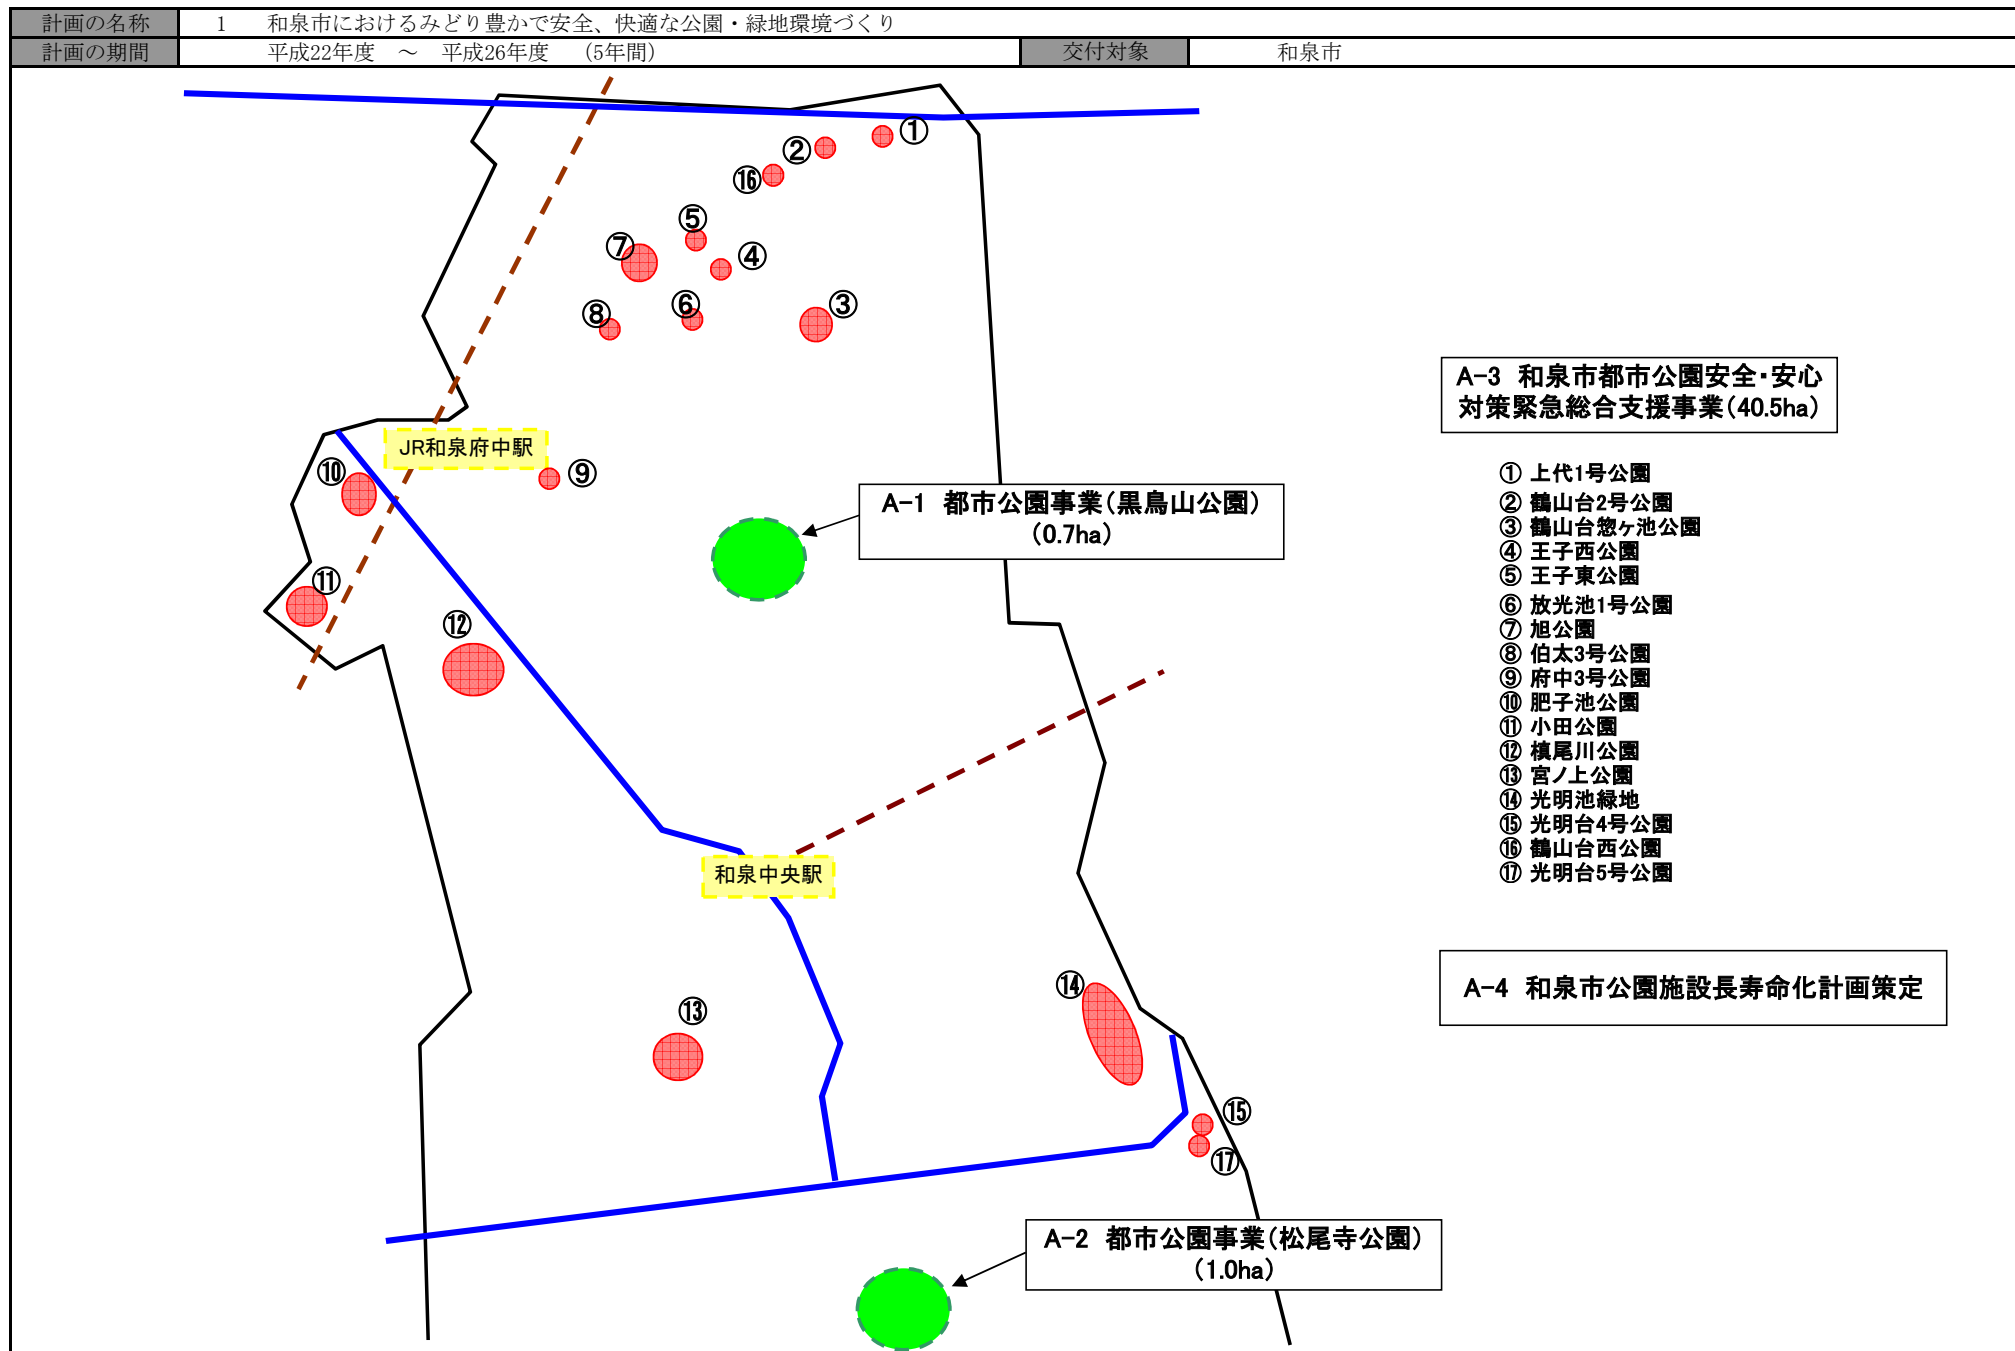 計画の名称 1 和泉市におけるみどり豊かで安全、快適な公園・緑地環境づくり
計画の期間 平成22年度 ～ 平成26年度 (5年間) 交付対象 和泉市
①
②
⑯
⑤
⑦
④
⑥
③
⑧
JR和泉府中駅
⑩
⑨
⑪
⑫
A-1 都市公園事業(黒鳥山公園)
(0.7ha)
A-3 和泉市都市公園安全・安心
対策緊急総合支援事業(40.5ha)
① 上代1号公園
② 鶴山台2号公園
③ 鶴山台惣ヶ池公園
④ 王子西公園
⑤ 王子東公園
⑥ 放光池1号公園
⑦ 旭公園
⑧ 伯太3号公園
⑨ 府中3号公園
⑩ 肥子池公園
⑪ 小田公園
⑫ 槙尾川公園
⑬ 宮ノ上公園
⑭ 光明池緑地
⑮ 光明台4号公園
⑯ 鶴山台西公園
⑰ 光明台5号公園
和泉中央駅
A-4 和泉市公園施設長寿命化計画策定
⑭
⑬
⑮
⑰
A-2 都市公園事業(松尾寺公園)
(1.0ha)